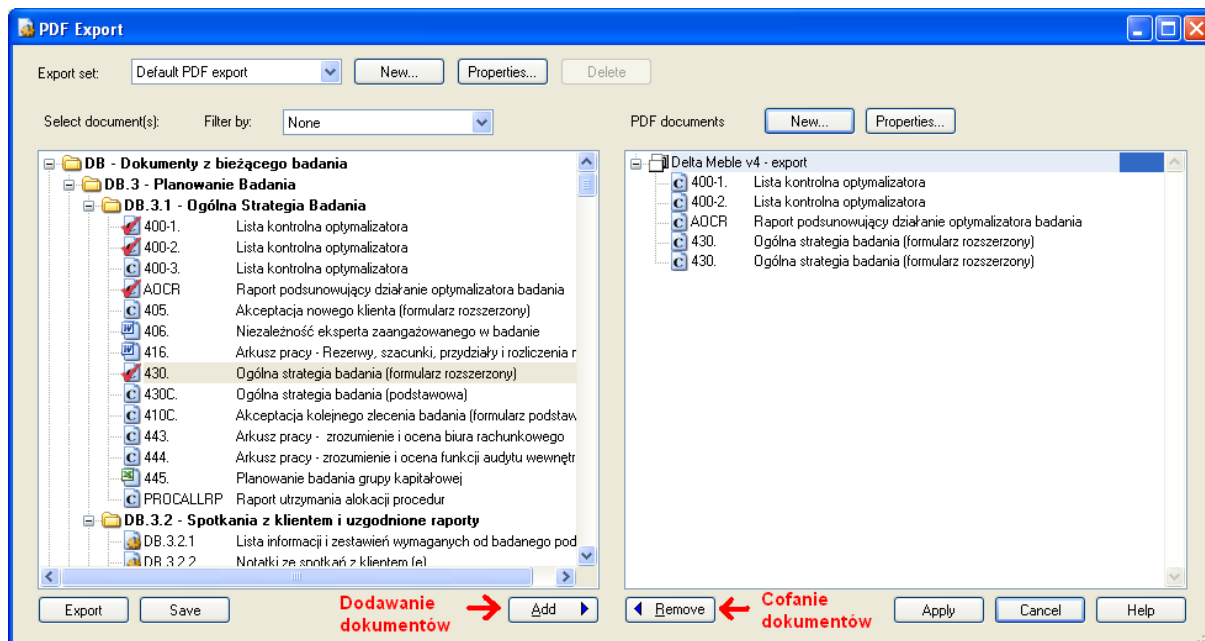 PDF Export
Export set: Default PDF export New... Properties... Delete
Select document(s): Filter by: None PDF documents New... Properties...
DB - Dokumenty z bieżącego badania
DB.3 - Planowanie Badania
DB.3.1 - Ogólna Strategia Badania
400-1. Lista kontrolna optymalizatora
400-2. Lista kontrolna optymalizatora
400-3. Lista kontrolna optymalizatora
AOCR Raport podsunowujący działanie optymalizatora badania
405. Akceptacja nowego klienta (formularz rozszerzony)
406. Niezależność eksperta zaangażowanego w badanie
416. Arkusz pracy - Rezerwy, szacunki, przydziały i rozliczenia r
430. Ogólna strategia badania (formularz rozszerzony)
430C. Ogólna strategia badania (podstawowa)
410C. Akceptacja kolejnego zlecenia badania (formularz podstaw
443. Arkusz pracy - zrozumienie i ocena biura rachunkowego
444. Arkusz pracy - zrozumienie i ocena funkcji audytu wewnętr
445. Planowanie badania grupy kapitałowej
PROCALLRP Raport utrzymania alokacji procedur
DB.3.2 - Spotkania z klientem i uzgodnione raporty
DB.3.2.1 Lista informacji i zestawień wymaganych od badanego pod
DB.3.2.2 Notatki ze spotkań z klientem (e)
Delta Meble v4 - export
400-1. Lista kontrolna optymalizatora
400-2. Lista kontrolna optymalizatora
AOCR Raport podsunowujący działanie optymalizatora badania
430. Ogólna strategia badania (formularz rozszerzony)
430. Ogólna strategia badania (formularz rozszerzony)
Export Save Dodawanie
dokumentów Add Remove Cofanie
dokumentów Apply Cancel Help